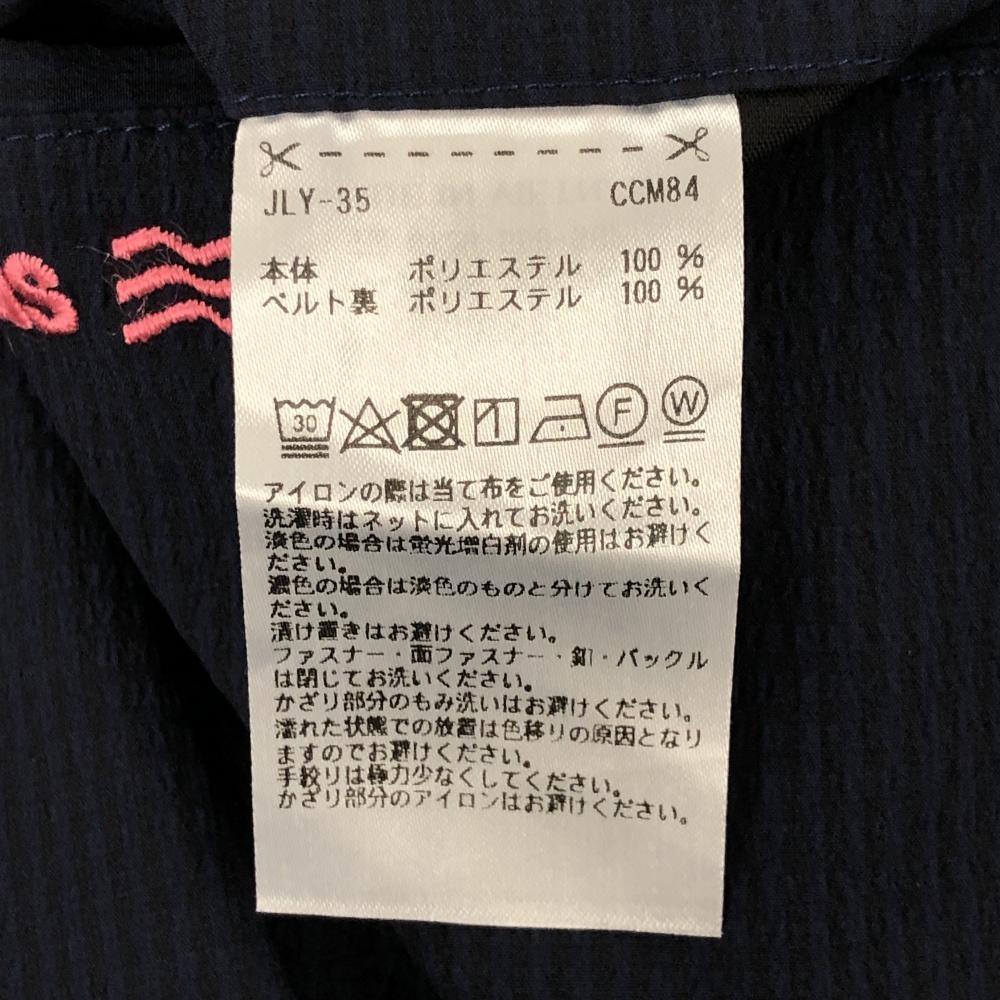 JLY-35 CCM84
本体 ポリエステル 100 %
ベルト裏 ポリエステル 100 %
30 F W
アイロンの際は当て布をご使用ください。
洗濯時はネットに入れてお洗いください。
淡色の場合は蛍光増白剤の使用はお避けく
ださい。
濃色の場合は淡色のものと分けてお洗いく
ださい。
漬け置きはお避けください。
ファスナー・面ファスナー・釦・バックル
は閉じてお洗いください。
かざり部分のもみ洗いはお避けください。
濡れた状態での放置は色移りの原因となり
ますのでお避けください。
手絞りは極力少なくしてください。
かざり部分のアイロンはお避けください。